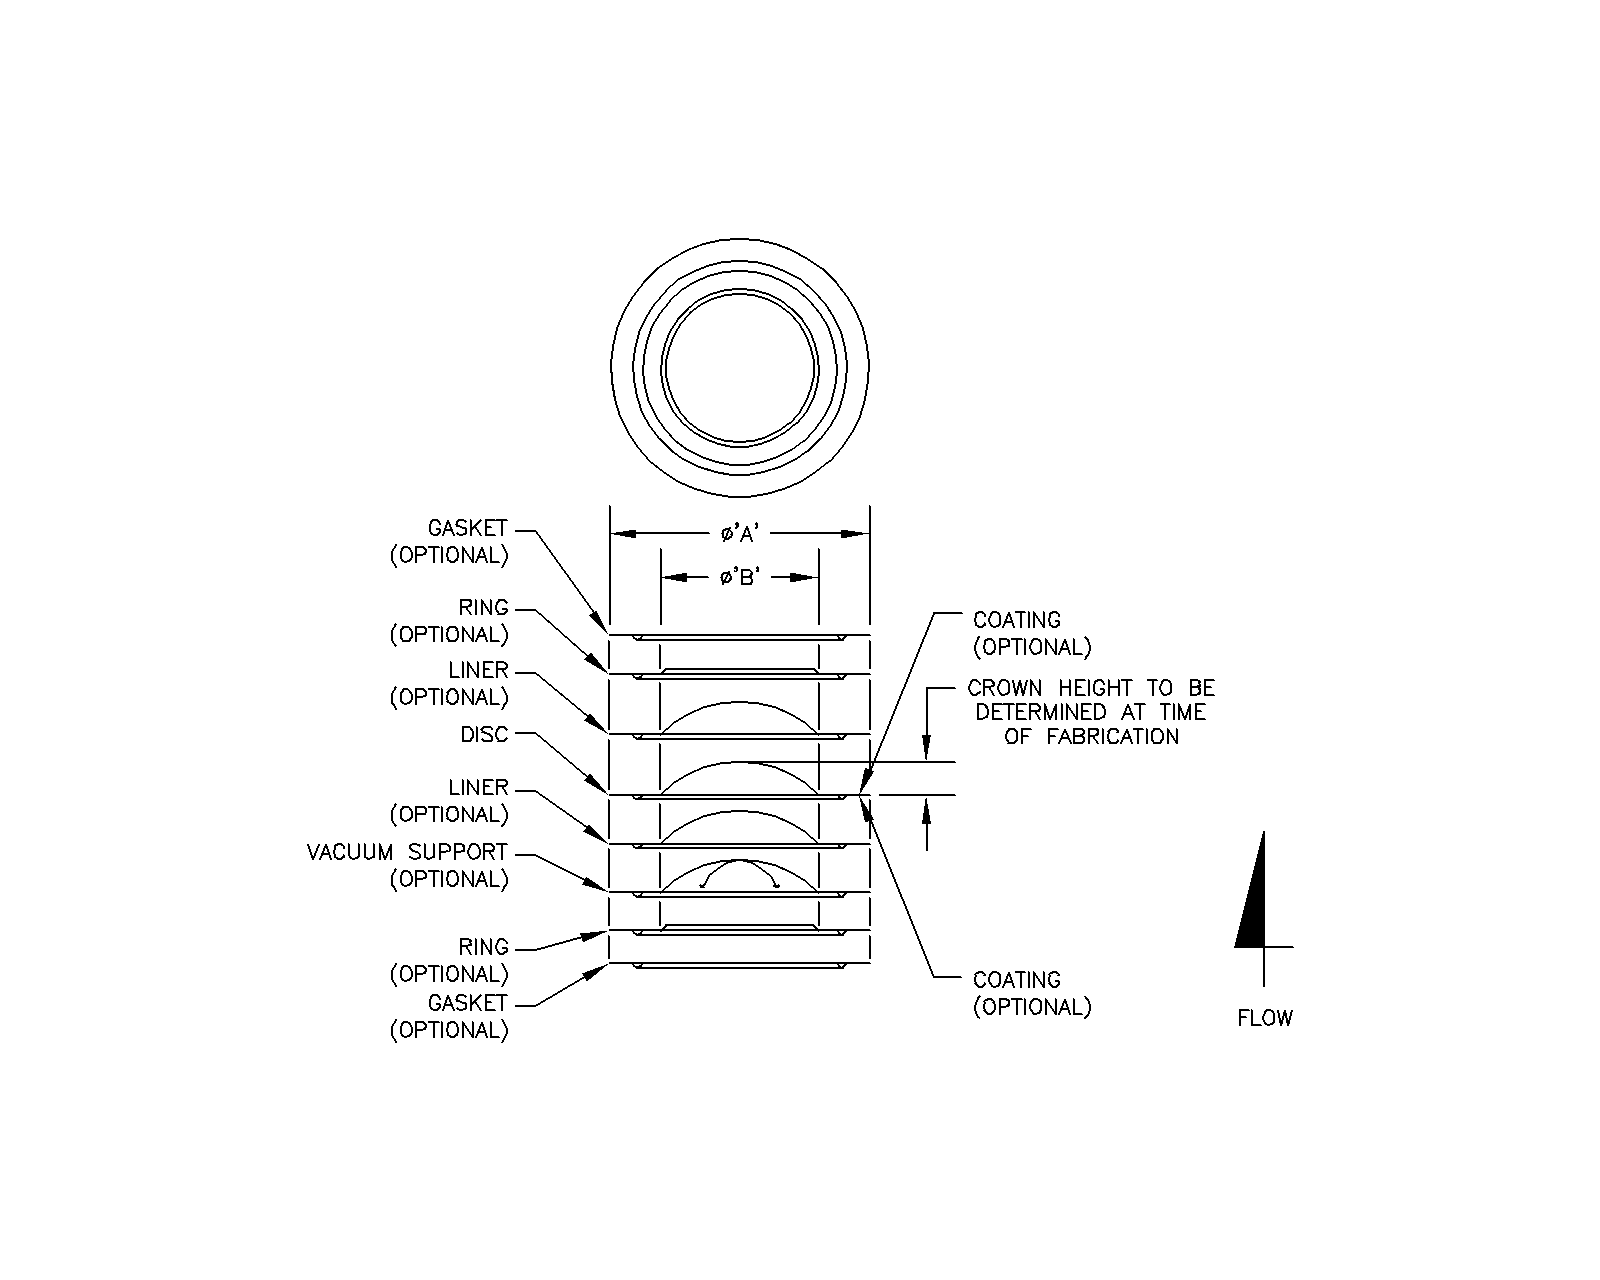 ø'A'
ø'B'
GASKET
(OPTIONAL)
RING
(OPTIONAL)
LINER
(OPTIONAL)
DISC
LINER
(OPTIONAL)
VACUUM SUPPORT
(OPTIONAL)
RING
(OPTIONAL)
GASKET
(OPTIONAL)
COATING
(OPTIONAL)
CROWN HEIGHT TO BE
DETERMINED AT TIME
OF FABRICATION
COATING
(OPTIONAL)
FLOW